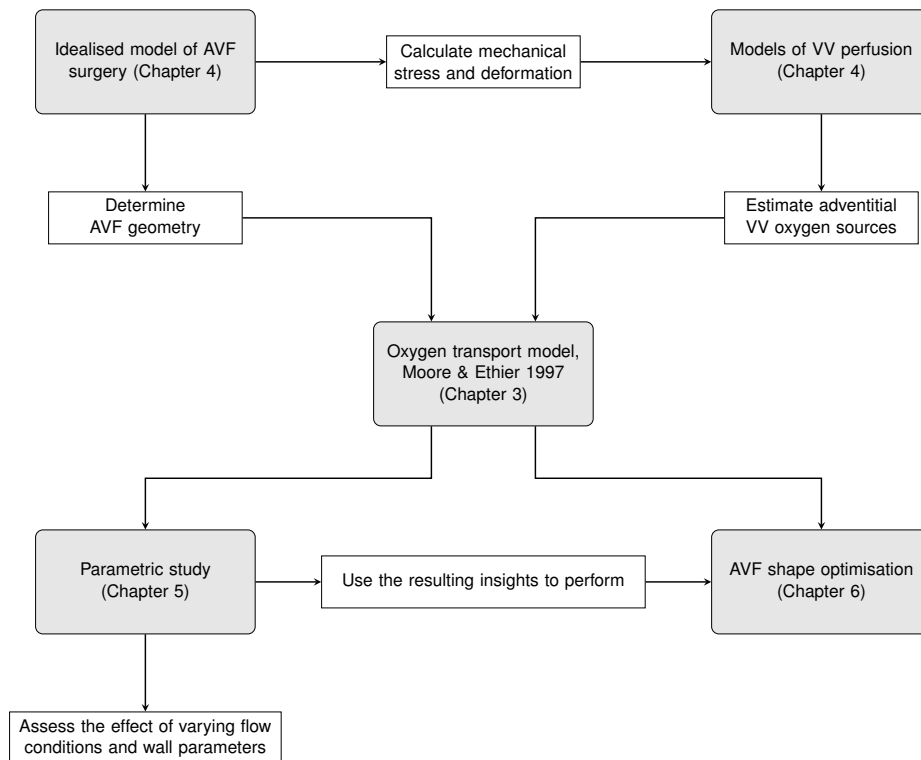 Idealised model of AVF
surgery (Chapter 4)
Calculate mechanical
stress and deformation
Models of VV perfusion
(Chapter 4)
Determine
AVF geometry
Estimate adventitial
VV oxygen sources
Oxygen transport model,
Moore & Ethier 1997
(Chapter 3)
Parametric study
(Chapter 5)
Use the resulting insights to perform
AVF shape optimisation
(Chapter 6)
Assess the effect of varying flow
conditions and wall parameters